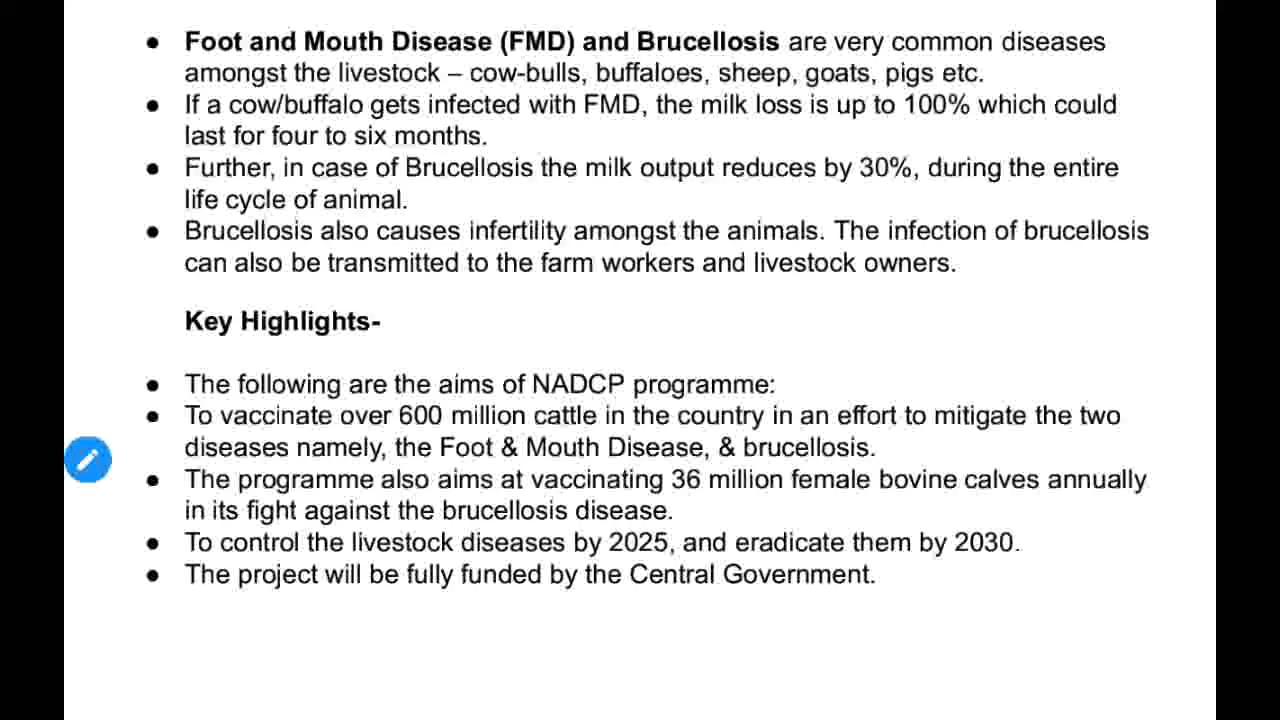 ● Foot and Mouth Disease (FMD) and Brucellosis are very common diseases
amongst the livestock – cow-bulls, buffaloes, sheep, goats, pigs etc.
● If a cow/buffalo gets infected with FMD, the milk loss is up to 100% which could
last for four to six months.
● Further, in case of Brucellosis the milk output reduces by 30%, during the entire
life cycle of animal.
● Brucellosis also causes infertility amongst the animals. The infection of brucellosis
can also be transmitted to the farm workers and livestock owners.
Key Highlights-
● The following are the aims of NADCP programme:
● To vaccinate over 600 million cattle in the country in an effort to mitigate the two
diseases namely, the Foot & Mouth Disease, & brucellosis.
● The programme also aims at vaccinating 36 million female bovine calves annually
in its fight against the brucellosis disease.
● To control the livestock diseases by 2025, and eradicate them by 2030.
● The project will be fully funded by the Central Government.